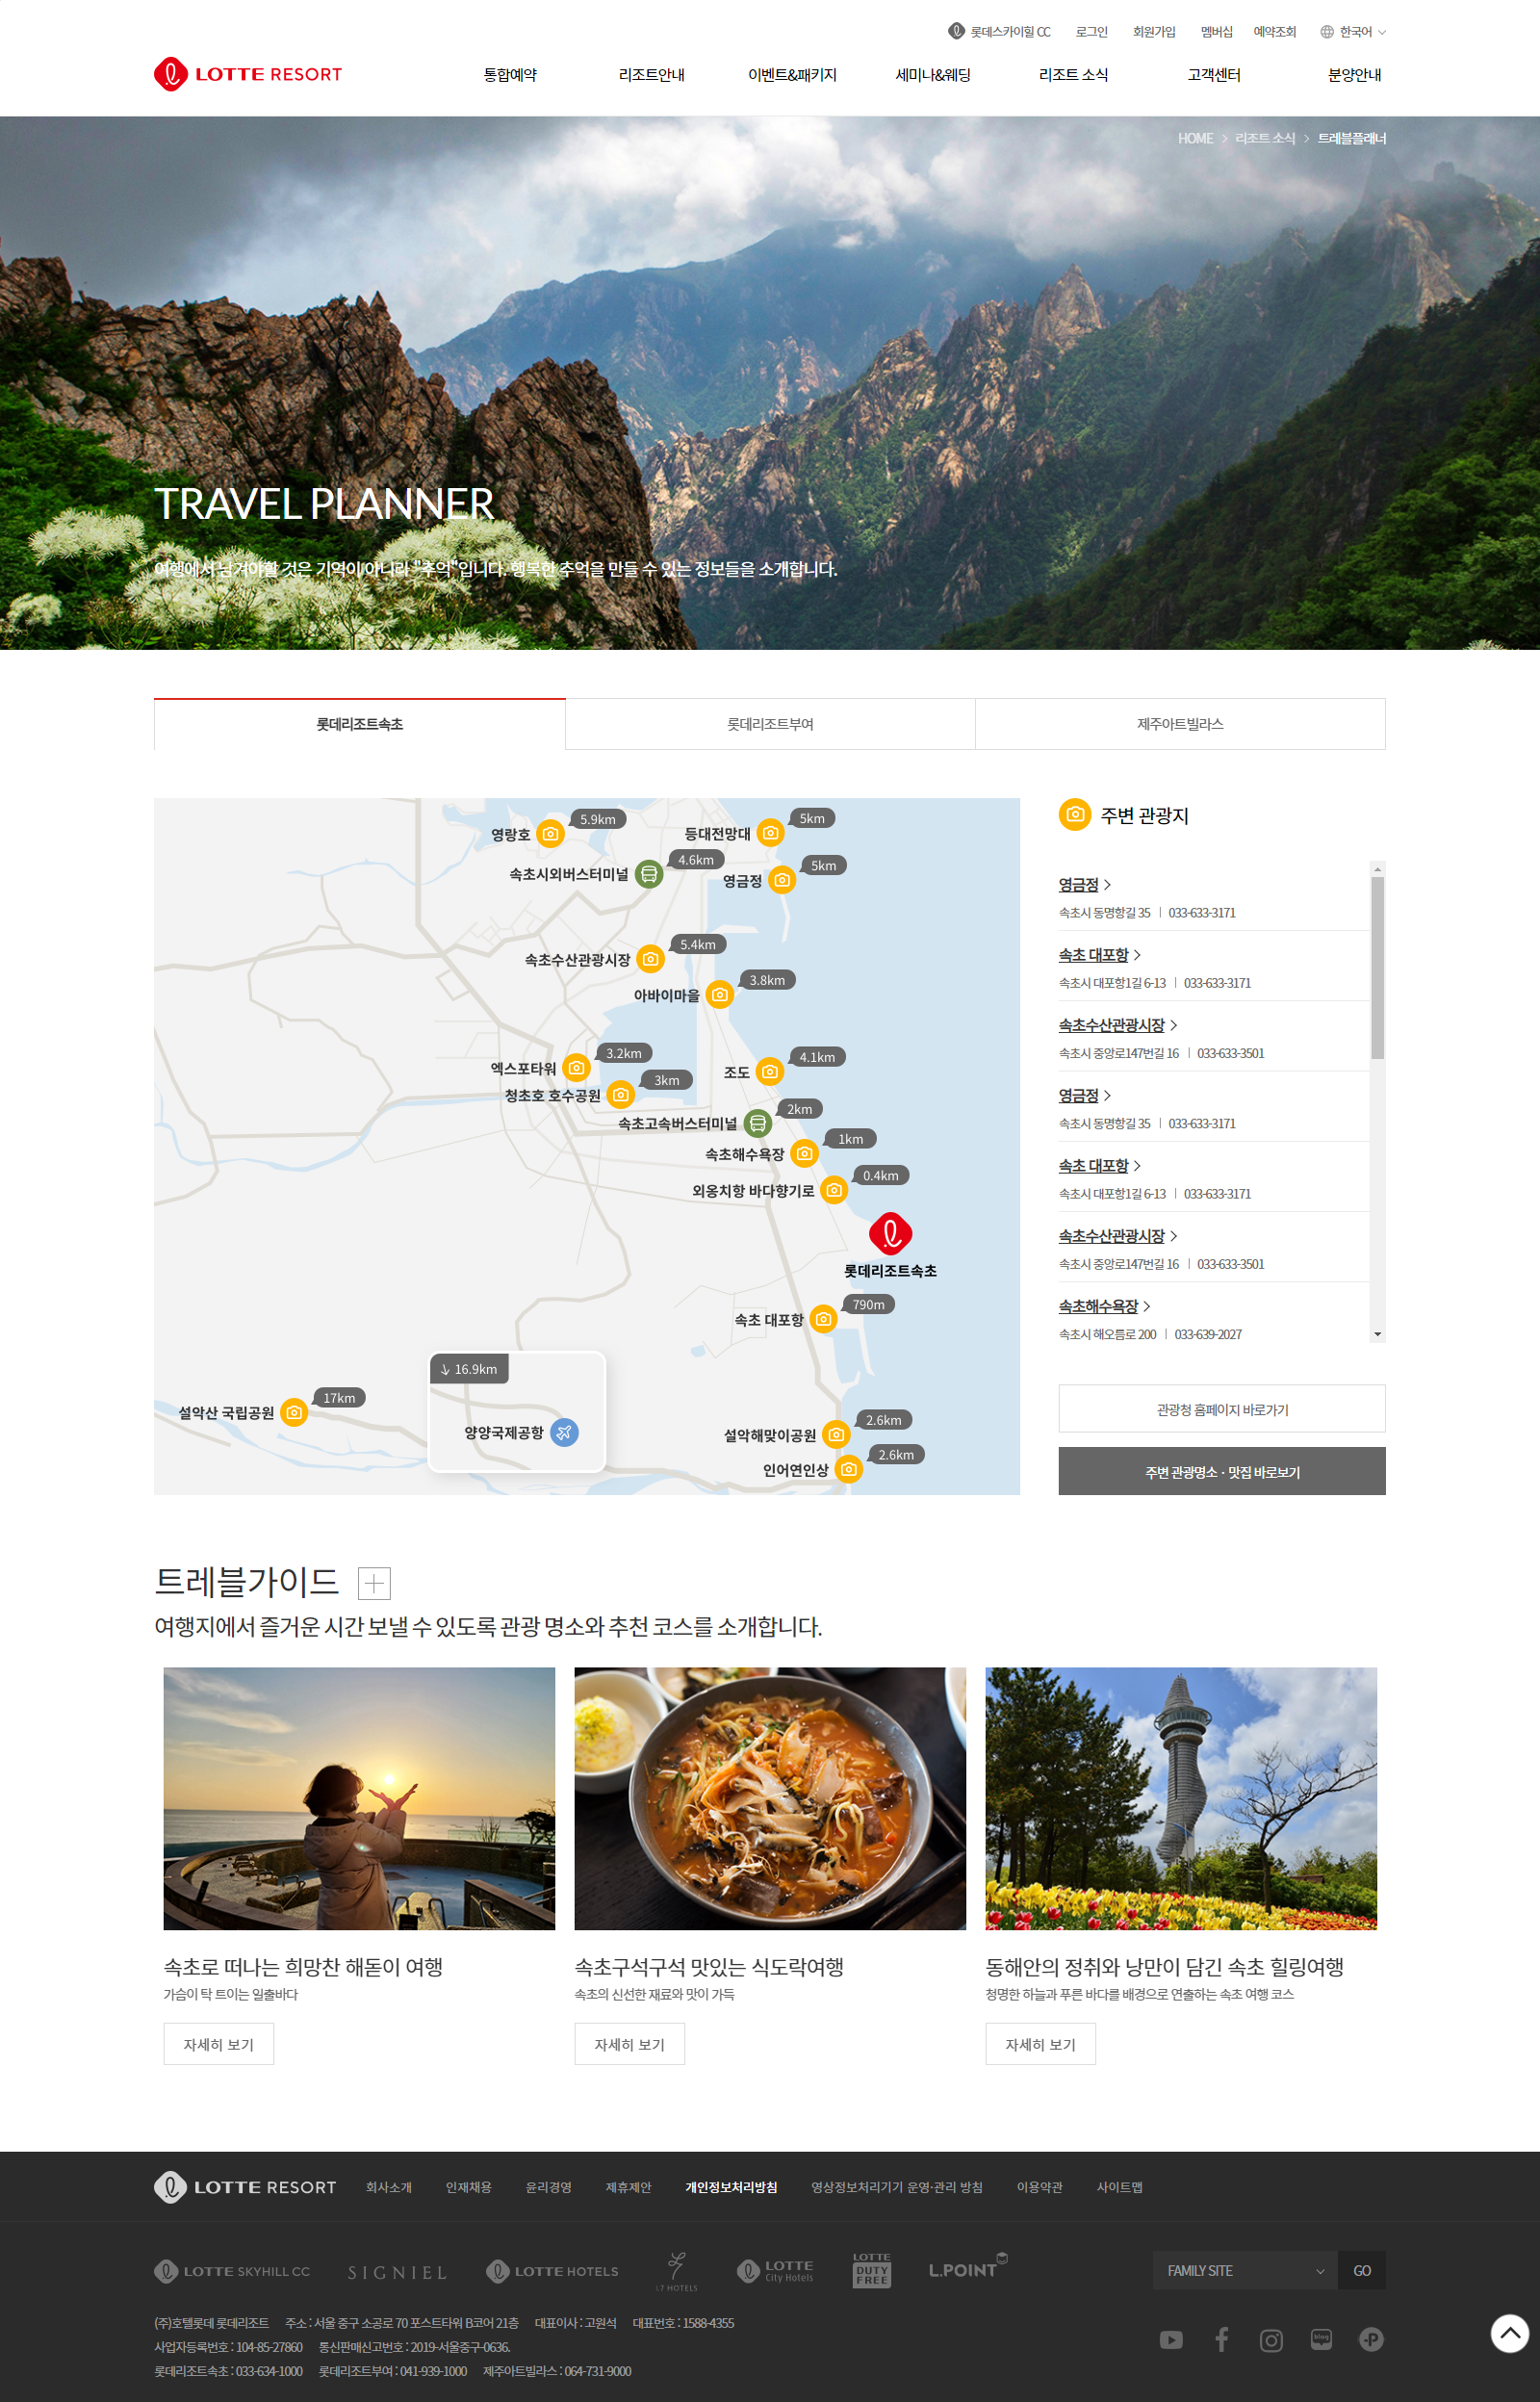 롯데스카이힐 CC 로그인 회원가입 멤버십 예약조회 한국어
LOTTE RESORT
통합예약 리조트안내 이벤트&패키지 세미나&웨딩 리조트 소식 고객센터 분양안내
HOME > 리조트 소식 > 트레블플래너
TRAVEL PLANNER
여행에서 남겨야할 것은 기억이 아니라 "추억"입니다. 행복한 추억을 만들 수 있는 정보들을 소개합니다.
롯데리조트속초 롯데리조트부여 제주아트빌라스
영랑호 5.9km
등대전망대 5km
속초시외버스터미널 4.6km
영금정 5km
속초수산관광시장 5.4km
아바이마을 3.8km
엑스포타워 3.2km
조도 4.1km
청초호 호수공원 3km
속초고속버스터미널 2km
속초해수욕장 1km
외옹치항 바다향기로 0.4km
롯데리조트속초
속초 대포항 790m
16.9km
양양국제공항
설악산 국립공원 17km
설악해맞이공원 2.6km
인어연인상 2.6km
주변 관광지
영금정
속초시 동명항길 35 033-633-3171
속초 대포항
속초시 대포항1길 6-13 033-633-3171
속초수산관광시장
속초시 중앙로147번길 16 033-633-3501
영금정
속초시 동명항길 35 033-633-3171
속초 대포항
속초시 대포항1길 6-13 033-633-3171
속초수산관광시장
속초시 중앙로147번길 16 033-633-3501
속초해수욕장
속초시 해오름로 200 033-639-2027
관광청 홈페이지 바로가기
주변 관광명소 · 맛집 바로보기
트레블가이드
여행지에서 즐거운 시간 보낼 수 있도록 관광 명소와 추천 코스를 소개합니다.
속초로 떠나는 희망찬 해돋이 여행
가슴이 탁 트이는 일출바다
자세히 보기
속초구석구석 맛있는 식도락여행
속초의 신선한 재료와 맛이 가득
자세히 보기
동해안의 정취와 낭만이 담긴 속초 힐링여행
청명한 하늘과 푸른 바다를 배경으로 연출하는 속초 여행 코스
자세히 보기
LOTTE RESORT 회사소개 인재채용 윤리경영 제휴제안 개인정보처리방침 영상정보처리기기 운영·관리 방침 이용약관 사이트맵
LOTTE SKYHILL CC SIGNIEL LOTTE HOTELS L7 HOTELS LOTTE City Hotels LOTTE DUTY FREE L.POINT
FAMILY SITE GO
(주)호텔롯데 롯데리조트 주소 : 서울 중구 소공로 70 포스트타워 B코어 21층 대표이사 : 고원석 대표번호 : 1588-4355
사업자등록번호 : 104-85-27860 통신판매신고번호 : 2019-서울중구-0636.
롯데리조트속초 : 033-634-1000 롯데리조트부여 : 041-939-1000 제주아트빌라스 : 064-731-9000
blog